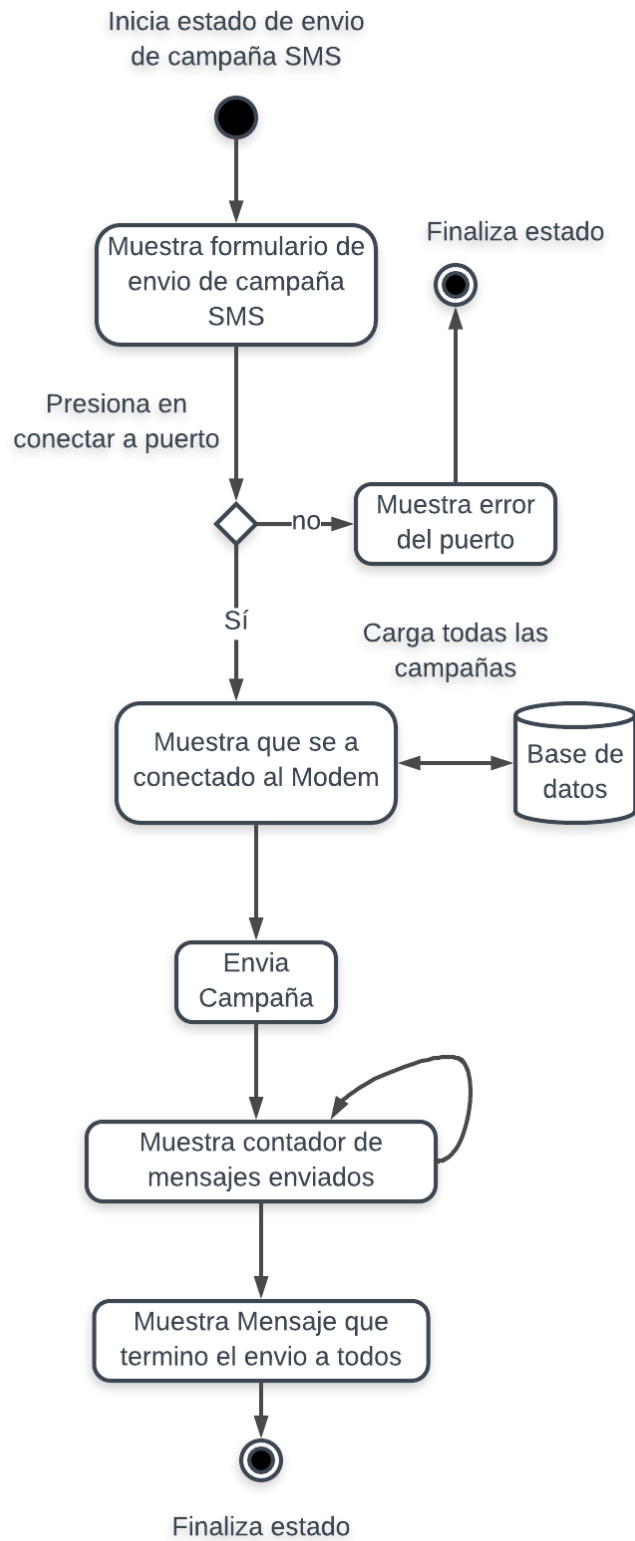 Inicia estado de envio
de campaña SMS
Muestra formulario de
envio de campaña
SMS
Finaliza estado
Presiona en
conectar a puerto
no
Muestra error
del puerto
Sí
Carga todas las
campañas
Muestra que se a
conectado al Modem
Base de
datos
Envia
Campaña
Muestra contador de
mensajes enviados
Muestra Mensaje que
termino el envio a todos
Finaliza estado